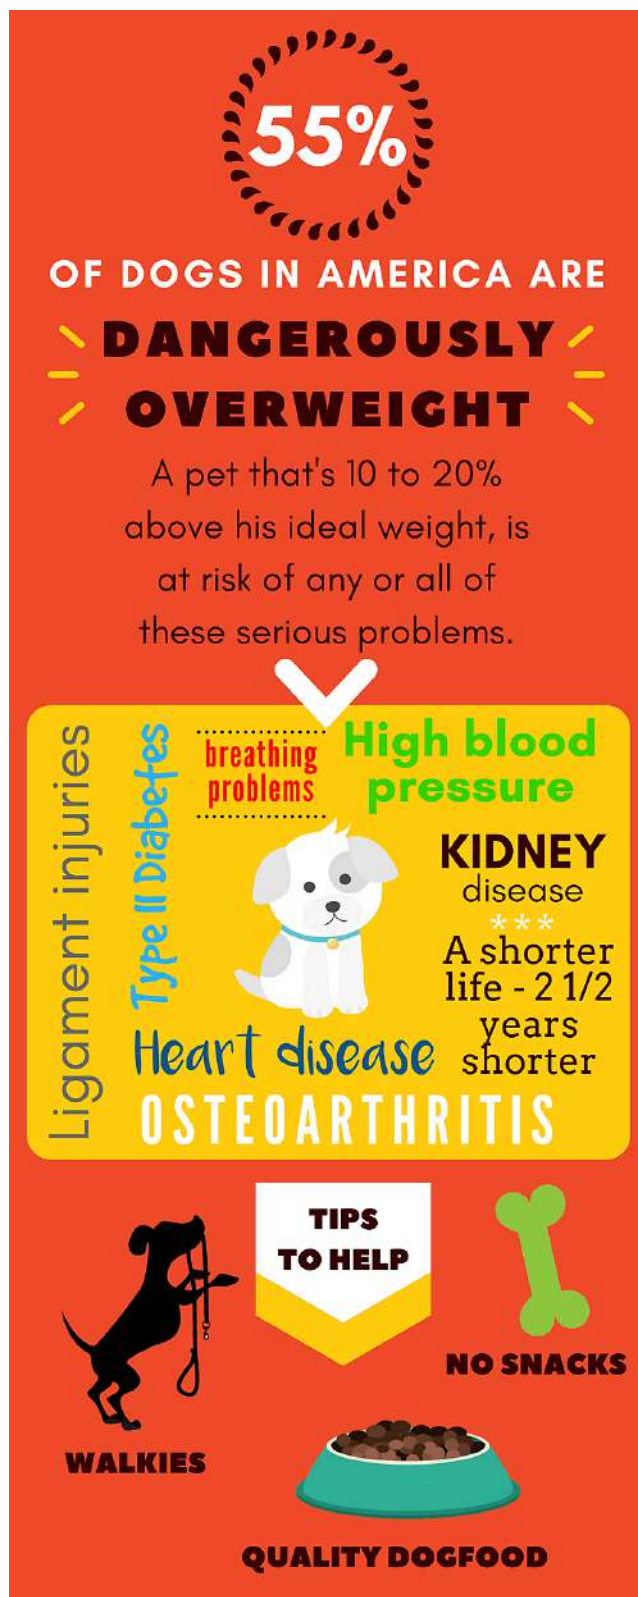 55%
OF DOGS IN AMERICA ARE
DANGEROUSLY
OVERWEIGHT
A pet that's 10 to 20%
above his ideal weight, is
at risk of any or all of
these serious problems.
Ligament injuries
Type II Diabetes
breathing
problems
High blood
pressure
KIDNEY
disease
***
A shorter
life - 2 1/2
years
shorter
Heart disease
OSTEOARTHRITIS
TIPS
TO HELP
NO SNACKS
WALKIES
QUALITY DOGFOOD